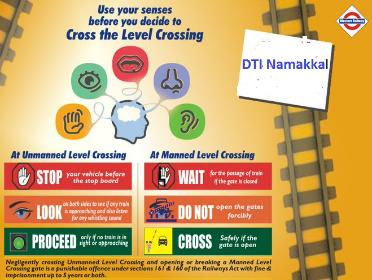 Use your senses
before you decide to
Cross the Level Crossing
Western Railway
DTI Namakkal
At Unmanned Level Crossing
At Manned Level Crossing
STOP your vehicle before
the stop board
WAIT for the passage of train
if the gate is closed
LOOK on both sides to see if any train
is approaching and also listen
for any whistling sound
DO NOT open the gates
forcibly
PROCEED only if no train is in
sight or approaching
CROSS Safely if the
gate is open
Negligently crossing Unmanned Level Crossing and opening or breaking a Manned Level
Crossing gate is a punishable offence under sections 161 & 160 of the Railways Act with fine &
imprisonment up to 5 years or both.